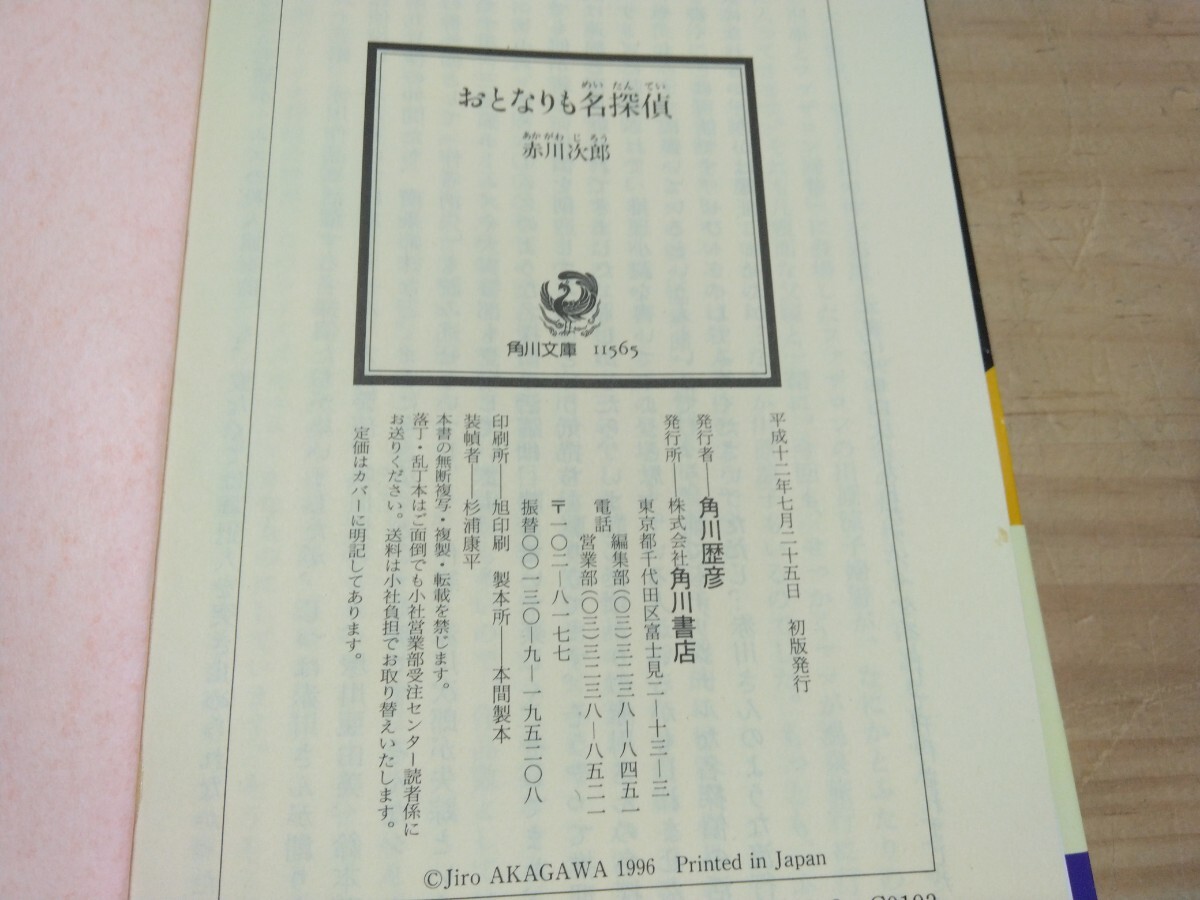 おとなりも名探偵
めいたんてい
赤川次郎
あかがわじろう
角川文庫 11565
平成十二年七月二十五日 初版発行
発行者――角川歴彦
発行所――株式会社角川書店
東京都千代田区富士見二―十三―三
電話 編集部(〇三)三二三八―八四五一
営業部(〇三)三二三八―八五二一
〒一〇二―八一七七
振替〇〇一三〇―九―一九五二〇八
印刷所――旭印刷 製本所――本間製本
装幀者――杉浦康平
本書の無断複写・複製・転載を禁じます。
落丁・乱丁本はご面倒でも小社営業部受注センター読者係に
お送りください。送料は小社負担でお取り替えいたします。
定価はカバーに明記してあります。
©Jiro AKAGAWA 1996 Printed in Japan